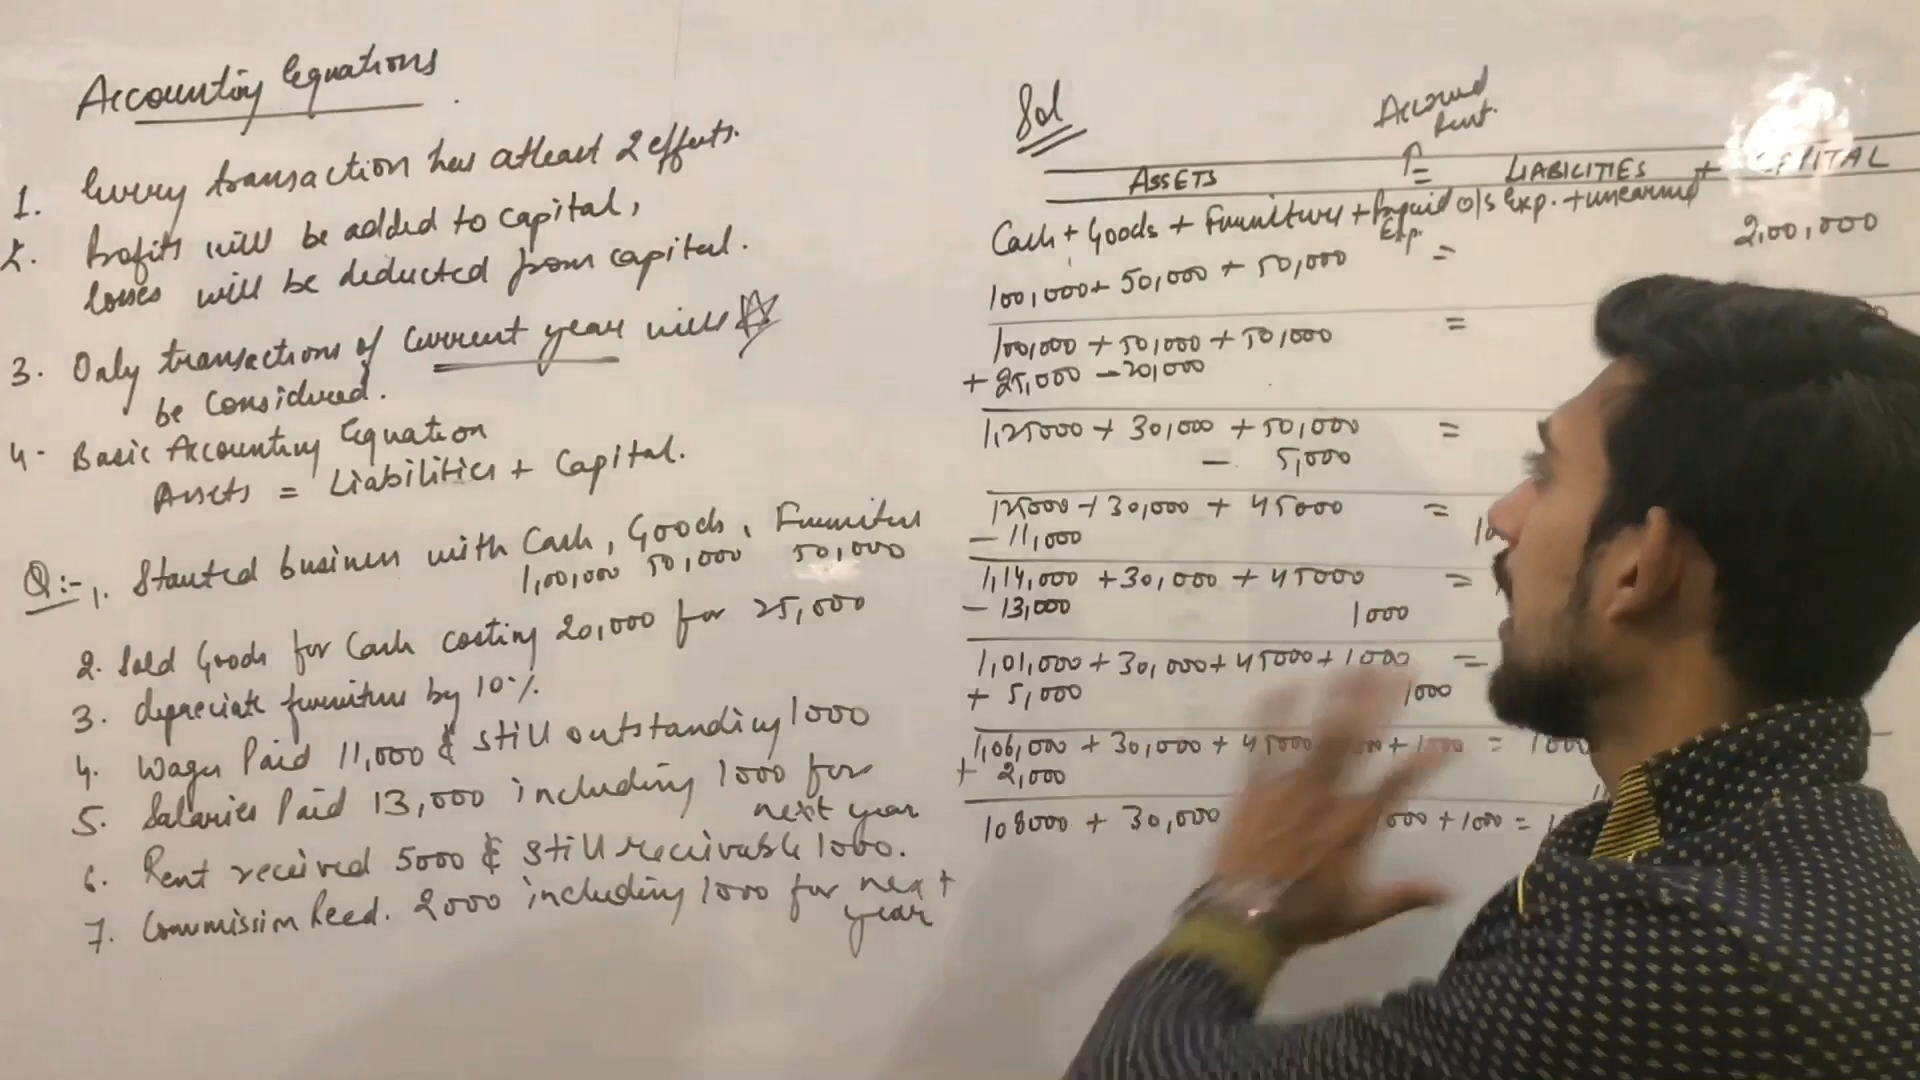 Accounting Equations
1. Every transaction has atleast 2 effects.
2. Profits will be added to capital,
losses will be deducted from capital.
3. Only transactions of current year will
be considered.
4- Basic Accounting Equation
Assets = Liabilities + Capital.
Q:- 1. Started business with Cash, Goods, Furniture
1,00,000 50,000 50,000
2. Sold Goods for Cash costing 20,000 for 25,000
3. depreciate furniture by 10%.
4. Wages Paid 11,000 & still outstanding 1000
5. Salaries Paid 13,000 including 1000 for
next year
6. Rent received 5000 & still receivable 1000.
7. Commission Recd. 2000 including 1000 for next
year
Sol
Accrued
Rent.
ASSETS = LIABILITIES + CAPITAL
Cash + Goods + Furniture + Prepaid o/s Exp. + unearned
Exp.
100,000 + 50,000 + 50,000 = 2,00,000
100,000 + 50,000 + 50,000 =
+ 25,000 - 20,000
1,25000 + 30,000 + 50,000 =
- 5,000
125000 + 30,000 + 45000 =
- 11,000
1,14,000 + 30,000 + 45000 =
- 13,000 1000
1,01,000 + 30,000 + 45000 + 1000 =
+ 5,000 1000
1,06,000 + 30,000 + 45000 = 1000
+ 2,000
108000 + 30,000 000 + 1000 =